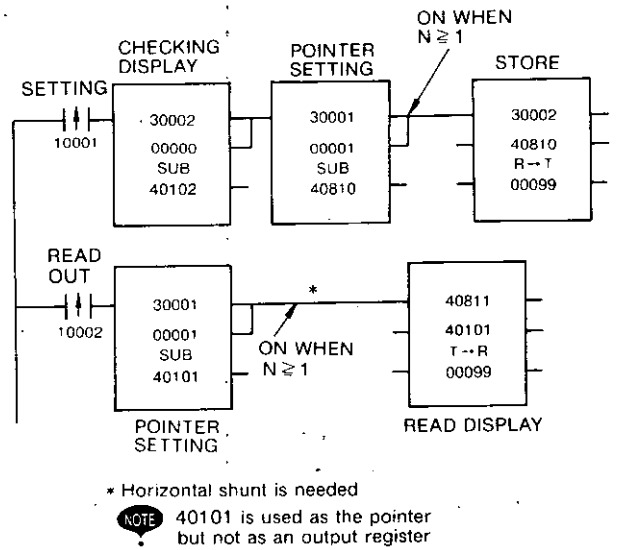 ON WHEN
N ≧ 1
CHECKING
DISPLAY
POINTER
SETTING
STORE
SETTING
10001
30002
00000
SUB
40102
30001
00001
SUB
40810
30002
40810
R→T
00099
READ
OUT
10002
30001
00001
SUB
40101
*
ON WHEN
N ≧ 1
40811
40101
T→R
00099
POINTER
SETTING
READ DISPLAY
* Horizontal shunt is needed
NOTE 40101 is used as the pointer
but not as an output register